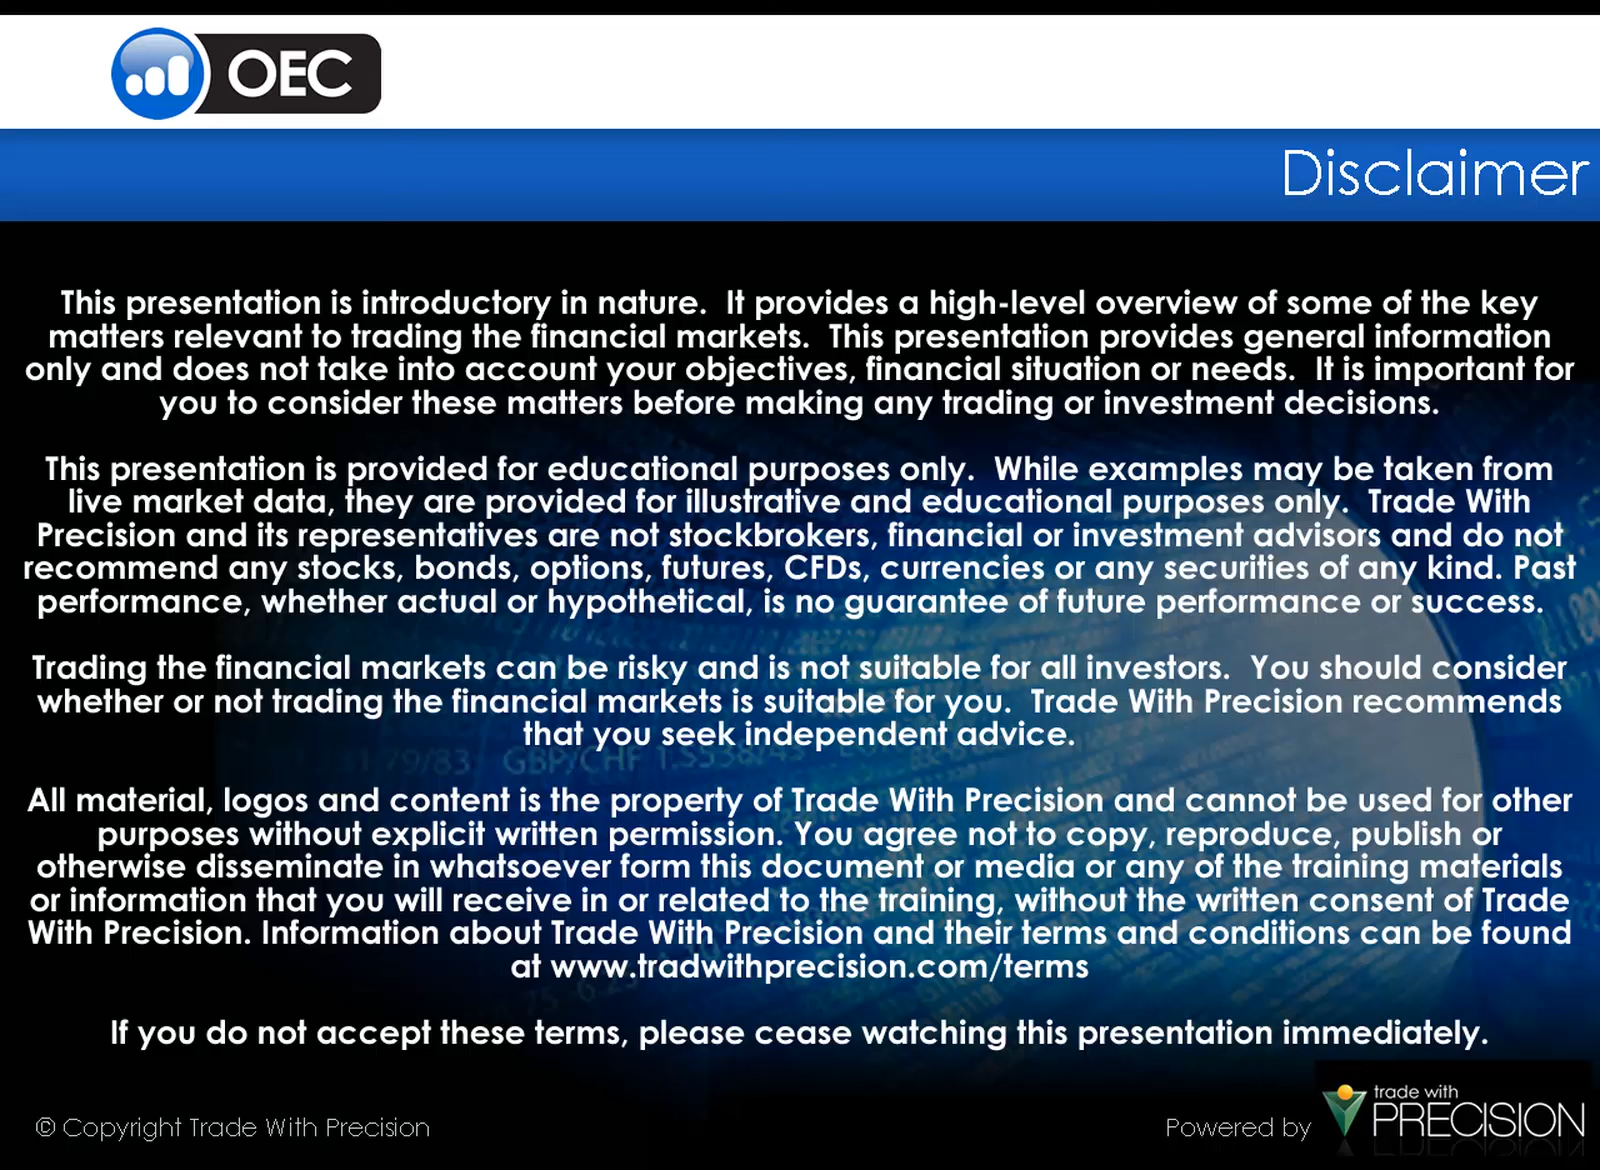 OEC
Disclaimer
This presentation is introductory in nature.  It provides a high-level overview of some of the key
matters relevant to trading the financial markets.  This presentation provides general information
only and does not take into account your objectives, financial situation or needs.  It is important for
you to consider these matters before making any trading or investment decisions.
This presentation is provided for educational purposes only.  While examples may be taken from
live market data, they are provided for illustrative and educational purposes only.  Trade With
Precision and its representatives are not stockbrokers, financial or investment advisors and do not
recommend any stocks, bonds, options, futures, CFDs, currencies or any securities of any kind. Past
performance, whether actual or hypothetical, is no guarantee of future performance or success.
Trading the financial markets can be risky and is not suitable for all investors.  You should consider
whether or not trading the financial markets is suitable for you.  Trade With Precision recommends
that you seek independent advice.
79/83 GBP/CHF
All material, logos and content is the property of Trade With Precision and cannot be used for other
purposes without explicit written permission. You agree not to copy, reproduce, publish or
otherwise disseminate in whatsoever form this document or media or any of the training materials
or information that you will receive in or related to the training, without the written consent of Trade
With Precision. Information about Trade With Precision and their terms and conditions can be found
at www.tradwithprecision.com/terms
If you do not accept these terms, please cease watching this presentation immediately.
© Copyright Trade With Precision
Powered by
trade with
PRECISION